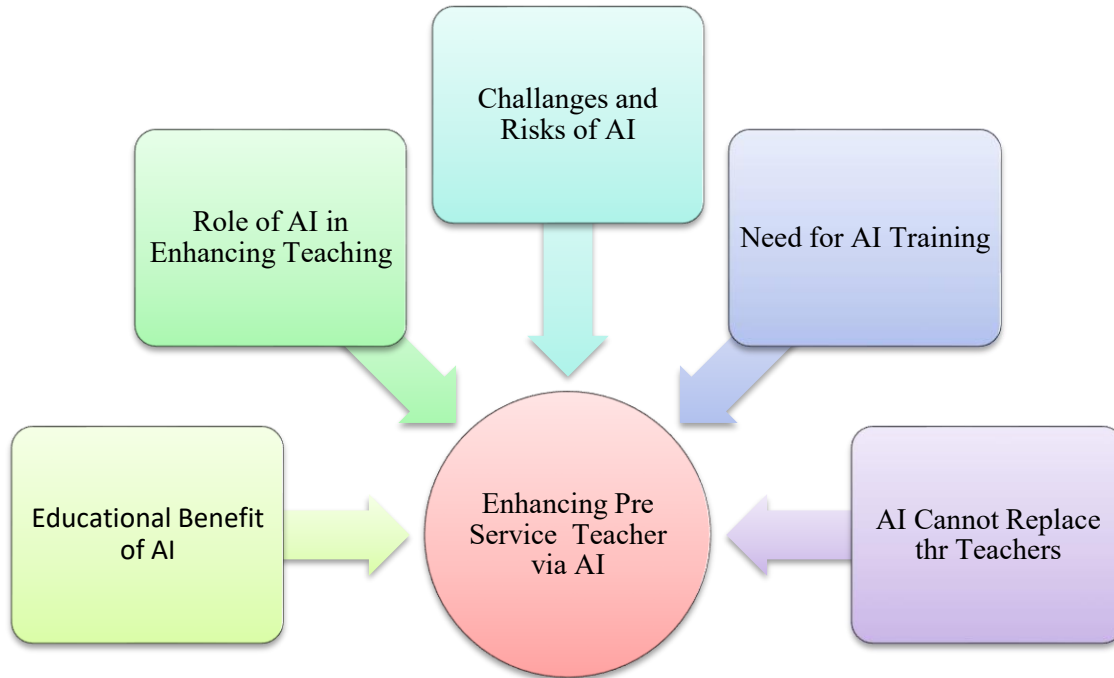 Challanges and
Risks of AI
Role of AI in
Enhancing Teaching
Need for AI Training
Educational Benefit
of AI
Enhancing Pre
Service Teacher
via AI
AI Cannot Replace
thr Teachers